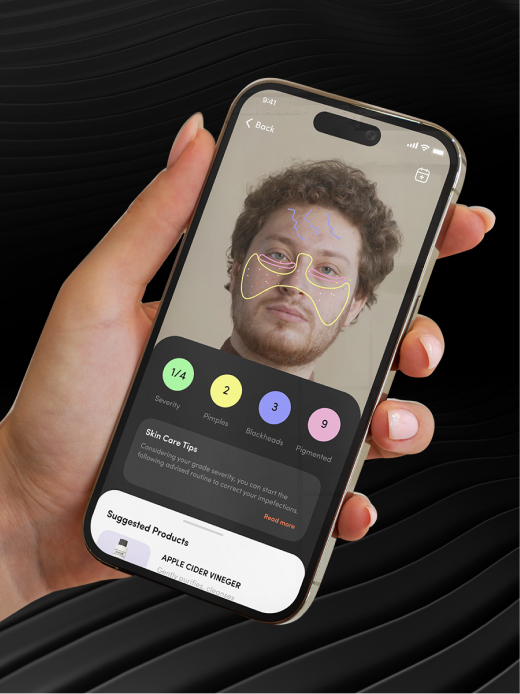 9:41
Back
1/4
2
3
9
Severity
Pimples
Blackheads
Pigmented
Skin Care Tips
Considering your grade severity, you can start the
following advised routine to correct your impefections.
Read more
Suggested Products
APPLE CIDER VINEGER
Gently purifies, cleanses